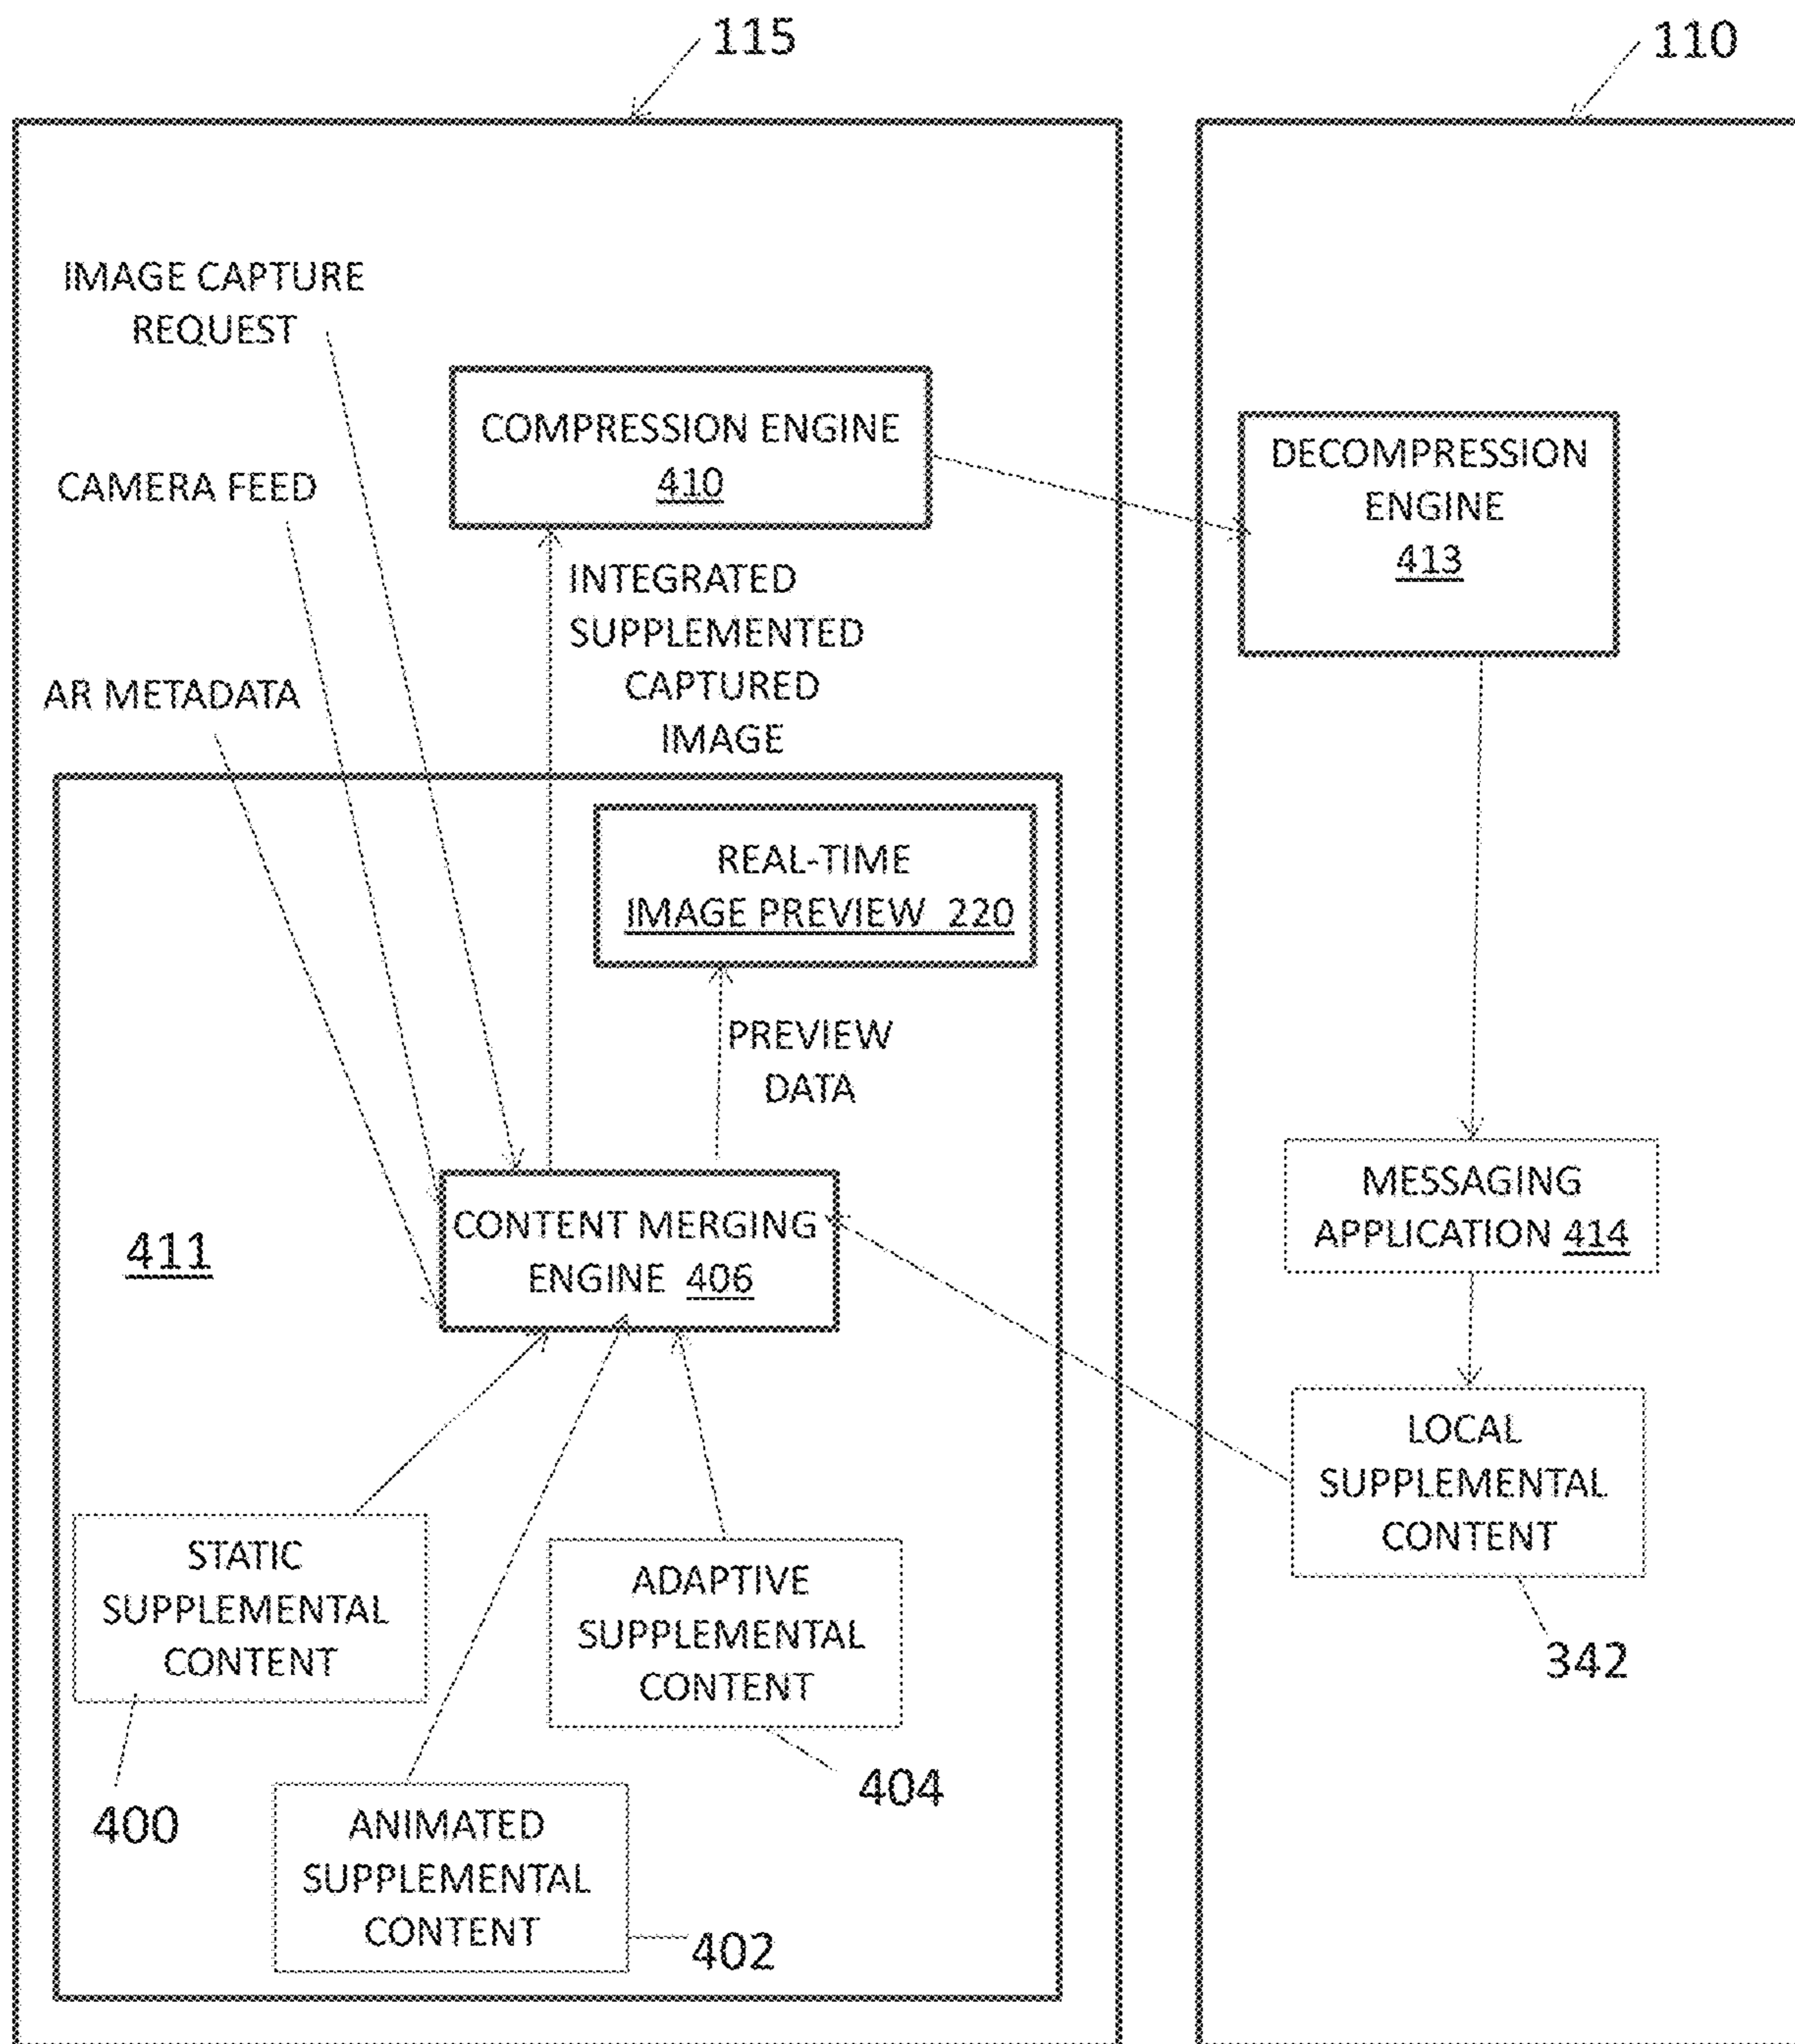 115
110
IMAGE CAPTURE
REQUEST
COMPRESSION ENGINE
410
DECOMPRESSION
ENGINE
413
CAMERA FEED
INTEGRATED
SUPPLEMENTED
CAPTURED
IMAGE
AR METADATA
REAL-TIME
IMAGE PREVIEW 220
PREVIEW
DATA
MESSAGING
APPLICATION 414
CONTENT MERGING
ENGINE 406
411
LOCAL
SUPPLEMENTAL
CONTENT
342
STATIC
SUPPLEMENTAL
CONTENT
400
ADAPTIVE
SUPPLEMENTAL
CONTENT
404
ANIMATED
SUPPLEMENTAL
CONTENT
402